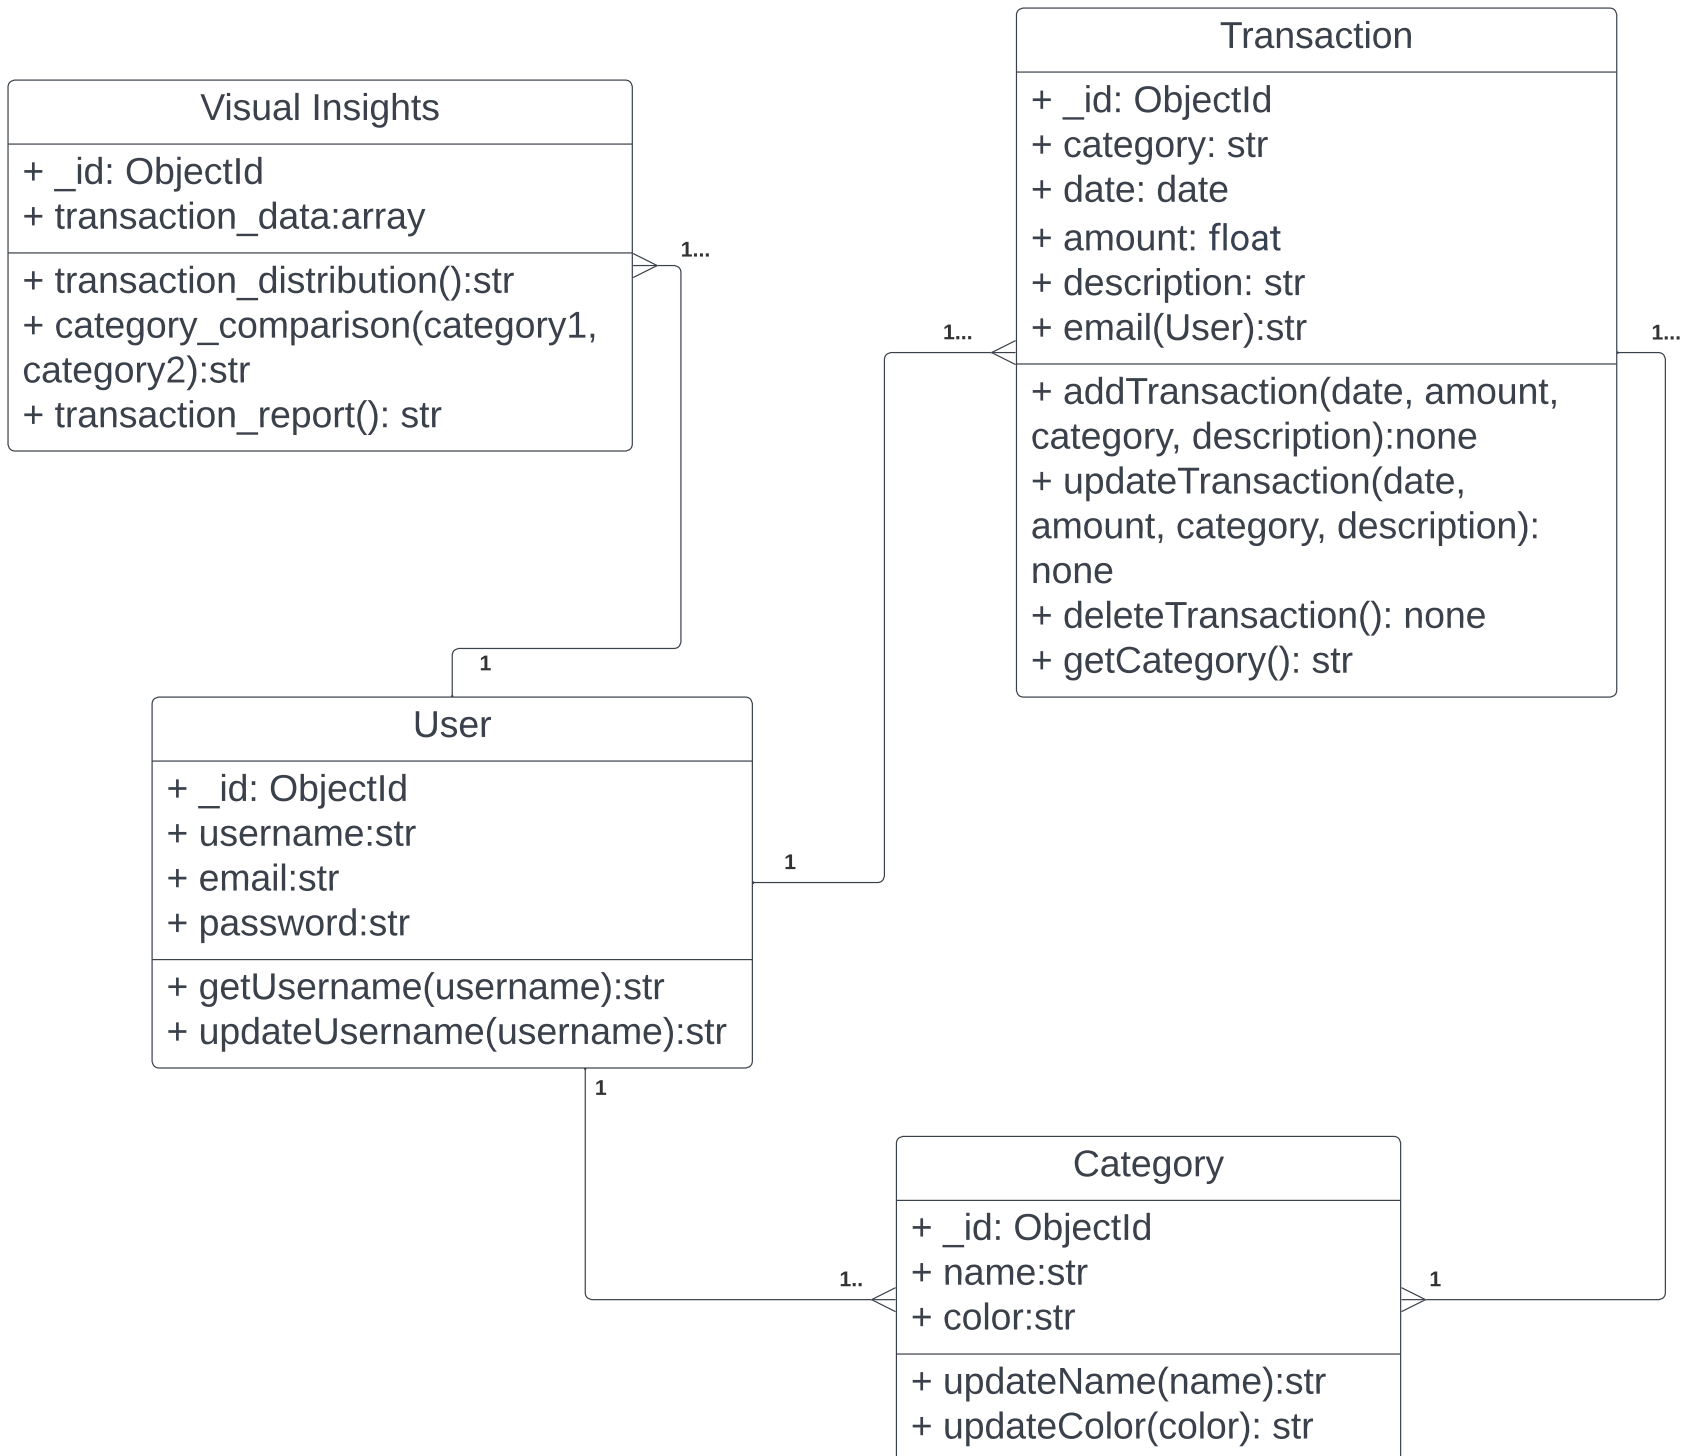 Visual Insights
+ _id: ObjectId
+ transaction_data:array
+ transaction_distribution():str
+ category_comparison(category1,
category2):str
+ transaction_report(): str
1...
1
Transaction
+ _id: ObjectId
+ category: str
+ date: date
+ amount: float
+ description: str
+ email(User):str
+ addTransaction(date, amount,
category, description):none
+ updateTransaction(date,
amount, category, description):
none
+ deleteTransaction(): none
+ getCategory(): str
1...
1...
User
+ _id: ObjectId
+ username:str
+ email:str
+ password:str
+ getUsername(username):str
+ updateUsername(username):str
1
1
Category
+ _id: ObjectId
+ name:str
+ color:str
+ updateName(name):str
+ updateColor(color): str
1..
1